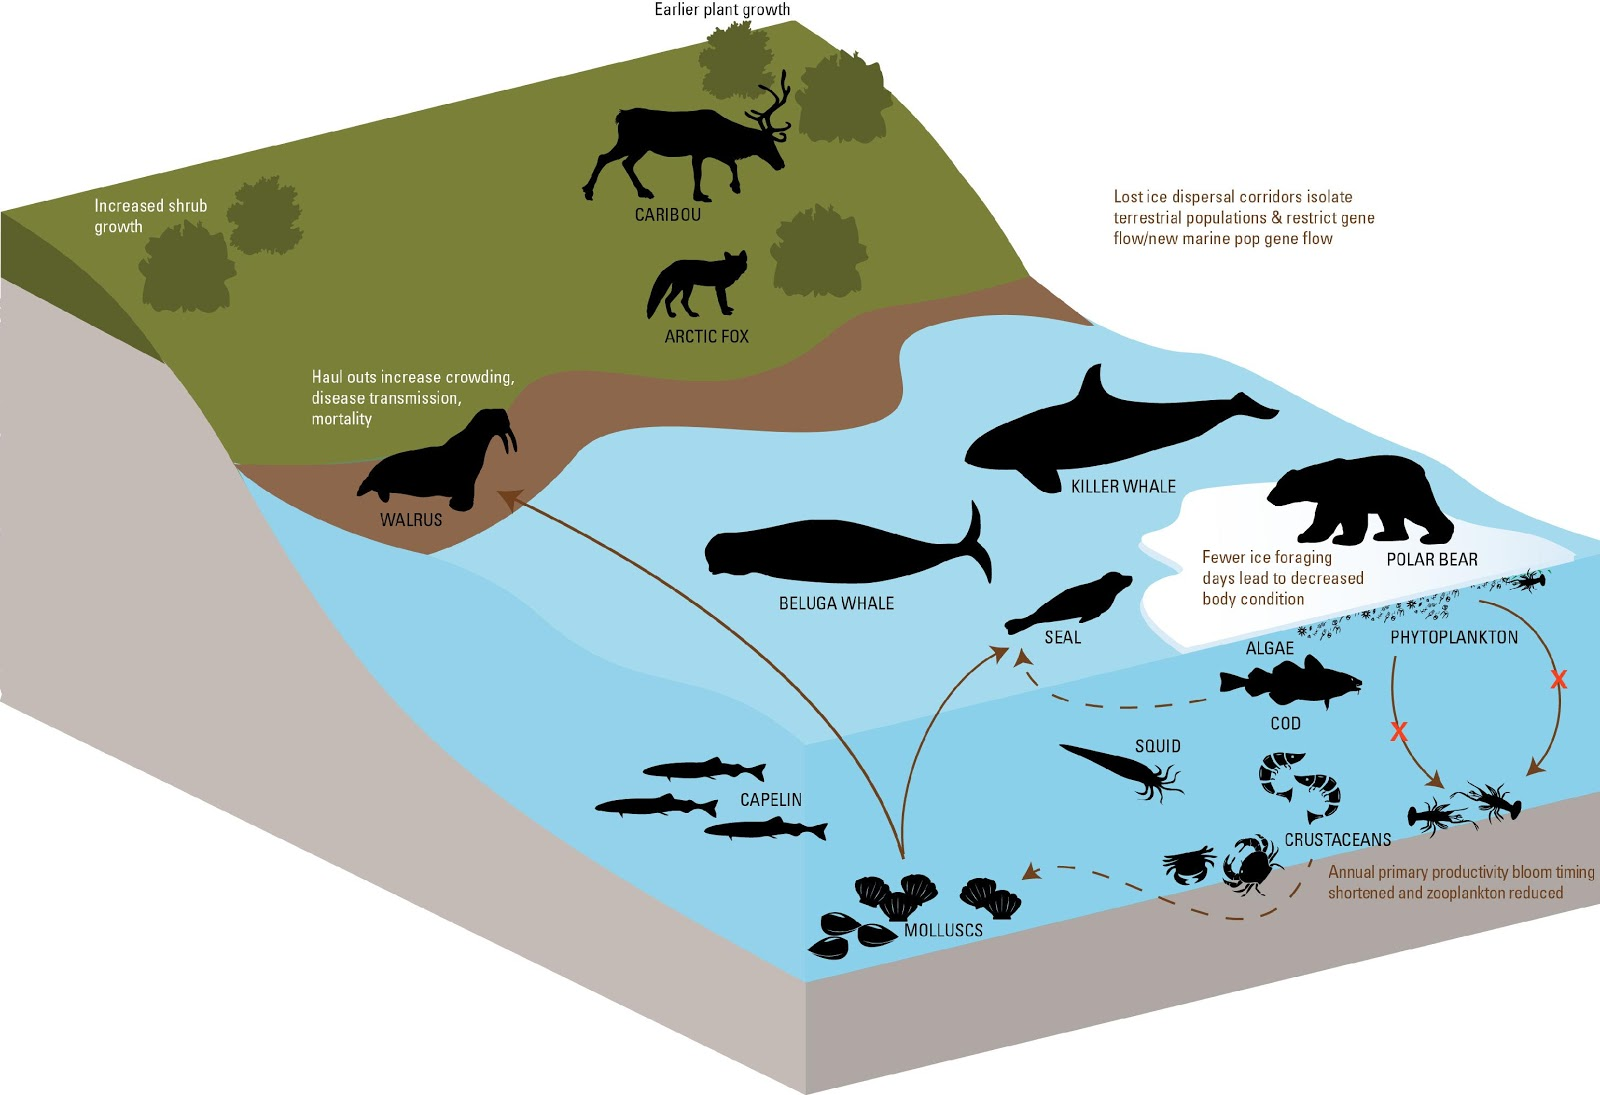 Earlier plant growth
Increased shrub
growth
CARIBOU
Lost ice dispersal corridors isolate
terrestrial populations & restrict gene
flow/new marine pop gene flow
ARCTIC FOX
Haul outs increase crowding,
disease transmission,
mortality
WALRUS
KILLER WHALE
BELUGA WHALE
POLAR BEAR
Fewer ice foraging
days lead to decreased
body condition
SEAL
PHYTOPLANKTON
ALGAE
COD
SQUID
CAPELIN
X
X
CRUSTACEANS
Annual primary productivity bloom timing
shortened and zooplankton reduced
MOLLUSCS